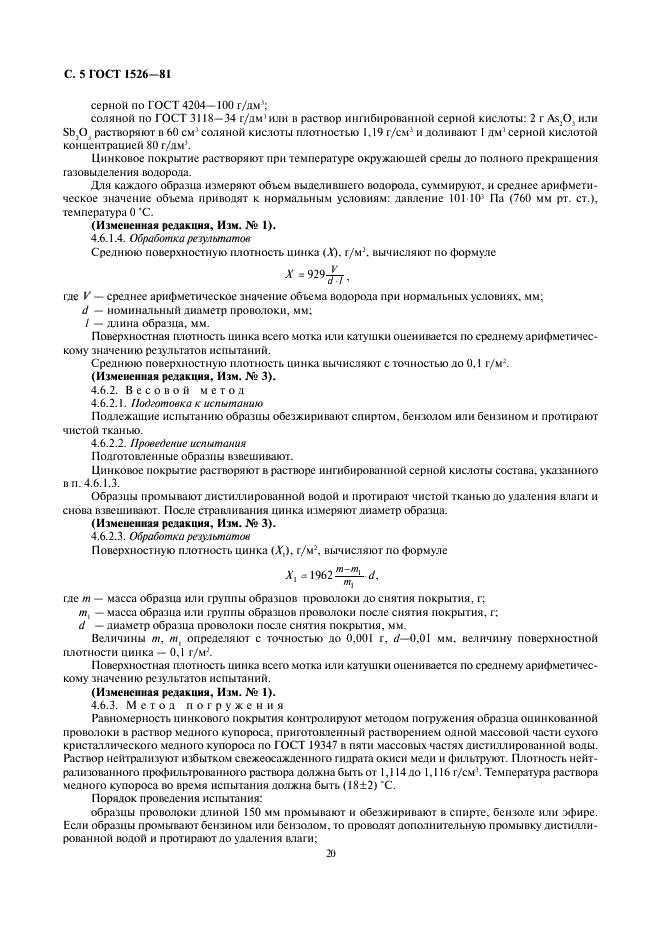 С. 5 ГОСТ 1526—81
серной по ГОСТ 4204—100 г/дм³;
соляной по ГОСТ 3118—34 г/дм³ или в раствор ингибированной серной кислоты: 2 г As₂O₃ или
Sb₂O₃ растворяют в 60 см³ соляной кислоты плотностью 1,19 г/см³ и доливают 1 дм³ серной кислотой
концентрацией 80 г/дм³.
Цинковое покрытие растворяют при температуре окружающей среды до полного прекращения
газовыделения водорода.
Для каждого образца измеряют объем выделившего водорода, суммируют, и среднее арифмети-
ческое значение объема приводят к нормальным условиям: давление 101·10³ Па (760 мм рт. ст.),
температура 0 °С.
(Измененная редакция, Изм. № 1).
4.6.1.4. Обработка результатов
Среднюю поверхностную плотность цинка (X), г/м², вычисляют по формуле
X = 929 V / d·l ,
где V — среднее арифметическое значение объема водорода при нормальных условиях, мм;
d — номинальный диаметр проволоки, мм;
l — длина образца, мм.
Поверхностная плотность цинка всего мотка или катушки оценивается по среднему арифметичес-
кому значению результатов испытаний.
Среднюю поверхностную плотность цинка вычисляют с точностью до 0,1 г/м².
(Измененная редакция, Изм. № 3).
4.6.2. Весовой метод
4.6.2.1. Подготовка к испытанию
Подлежащие испытанию образцы обезжиривают спиртом, бензолом или бензином и протирают
чистой тканью.
4.6.2.2. Проведение испытания
Подготовленные образцы взвешивают.
Цинковое покрытие растворяют в растворе ингибированной серной кислоты состава, указанного
в п. 4.6.1.3.
Образцы промывают дистиллированной водой и протирают чистой тканью до удаления влаги и
снова взвешивают. После стравливания цинка измеряют диаметр образца.
(Измененная редакция, Изм. № 3).
4.6.2.3. Обработка результатов
Поверхностную плотность цинка (X₁), г/м², вычисляют по формуле
X₁ = 1962 m−m₁ / m₁ ·d,
где m — масса образца или группы образцов проволоки до снятия покрытия, г;
m₁ — масса образца или группы образцов проволоки после снятия покрытия, г;
d — диаметр образца проволоки после снятия покрытия, мм.
Величины m, m₁ определяют с точностью до 0,001 г, d—0,01 мм, величину поверхностной
плотности цинка — 0,1 г/м².
Поверхностная плотность цинка всего мотка или катушки оценивается по среднему арифметичес-
кому значению результатов испытаний.
(Измененная редакция, Изм. № 1).
4.6.3. Метод погружения
Равномерность цинкового покрытия контролируют методом погружения образца оцинкованной
проволоки в раствор медного купороса, приготовленный растворением одной массовой части сухого
кристаллического медного купороса по ГОСТ 19347 в пяти массовых частях дистиллированной воды.
Раствор нейтрализуют избытком свежеосажденного гидрата окиси меди и фильтруют. Плотность нейт-
рализованного профильтрованного раствора должна быть от 1,114 до 1,116 г/см³. Температура раствора
медного купороса во время испытания должна быть (18±2) °С.
Порядок проведения испытания:
образцы проволоки длиной 150 мм промывают и обезжиривают в спирте, бензоле или эфире.
Если образцы промывают бензином или бензолом, то проводят дополнительную промывку дистилли-
рованной водой и протирают до удаления влаги;
20